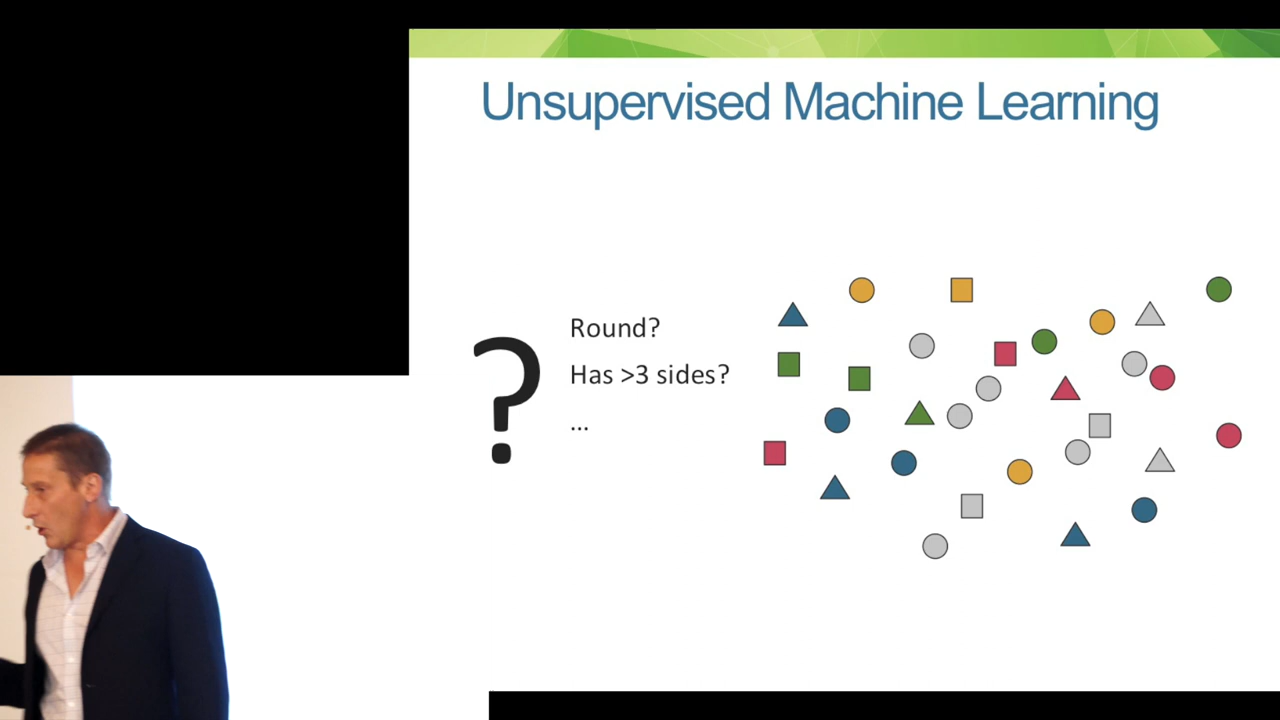 Unsupervised Machine Learning
?
Round?
Has >3 sides?
...